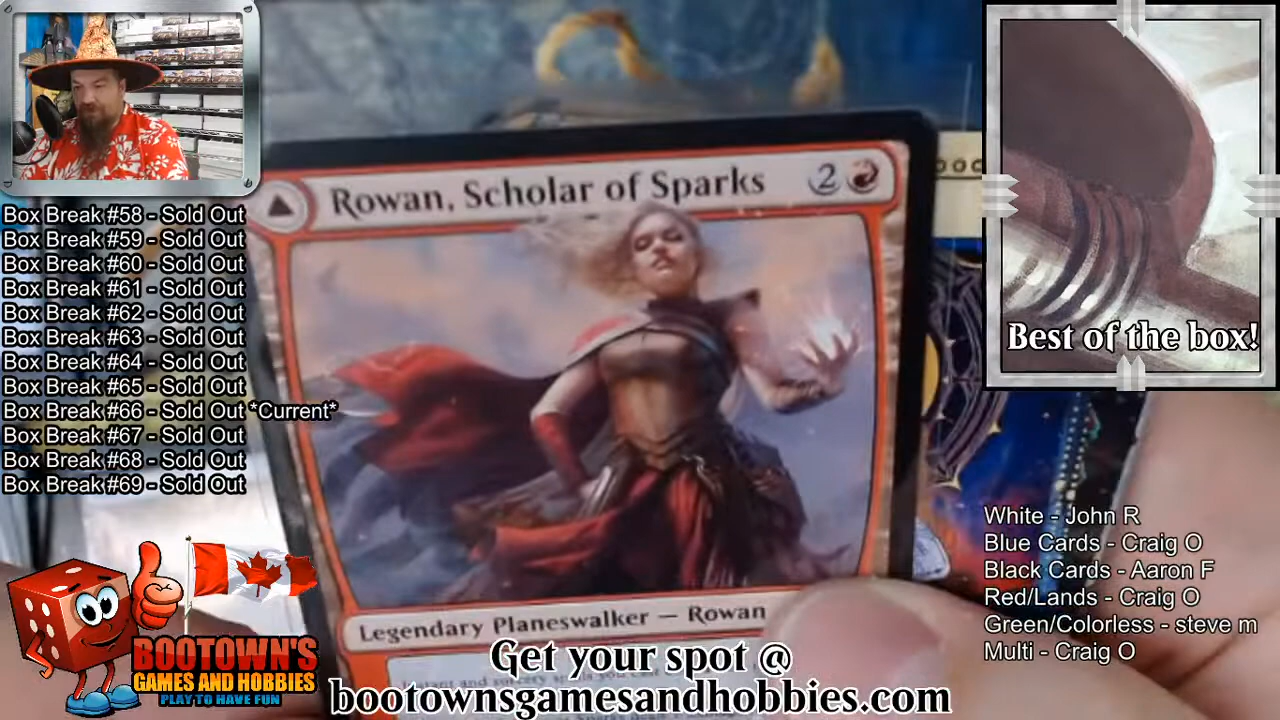 Rowan, Scholar of Sparks 2
Legendary Planeswalker — Rowan
Box Break #58 - Sold Out
Box Break #59 - Sold Out
Box Break #60 - Sold Out
Box Break #61 - Sold Out
Box Break #62 - Sold Out
Box Break #63 - Sold Out
Box Break #64 - Sold Out
Box Break #65 - Sold Out
Box Break #66 - Sold Out *Current*
Box Break #67 - Sold Out
Box Break #68 - Sold Out
Box Break #69 - Sold Out
BOOTOWN'S
GAMES AND HOBBIES
PLAY TO HAVE FUN
Get your spot @
bootownsgamesandhobbies.com
Best of the box!
White - John R
Blue Cards - Craig O
Black Cards - Aaron F
Red/Lands - Craig O
Green/Colorless - steve m
Multi - Craig O